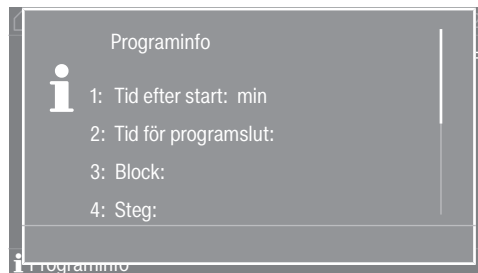 Programinfo
1: Tid efter start: min
2: Tid för programslut:
3: Block:
4: Steg:
Programinfo